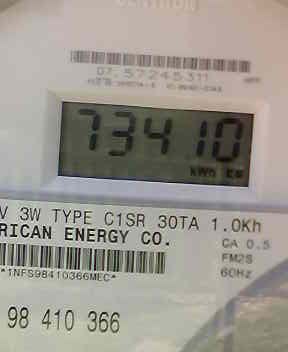 CENTRON
07.57245311
73410
kWh
V 3W TYPE C1SR 30TA 1.0Kh
RICAN ENERGY CO.
CA 0.5
FM2S
60Hz
*1NFS98410366MEC*
98 410 366